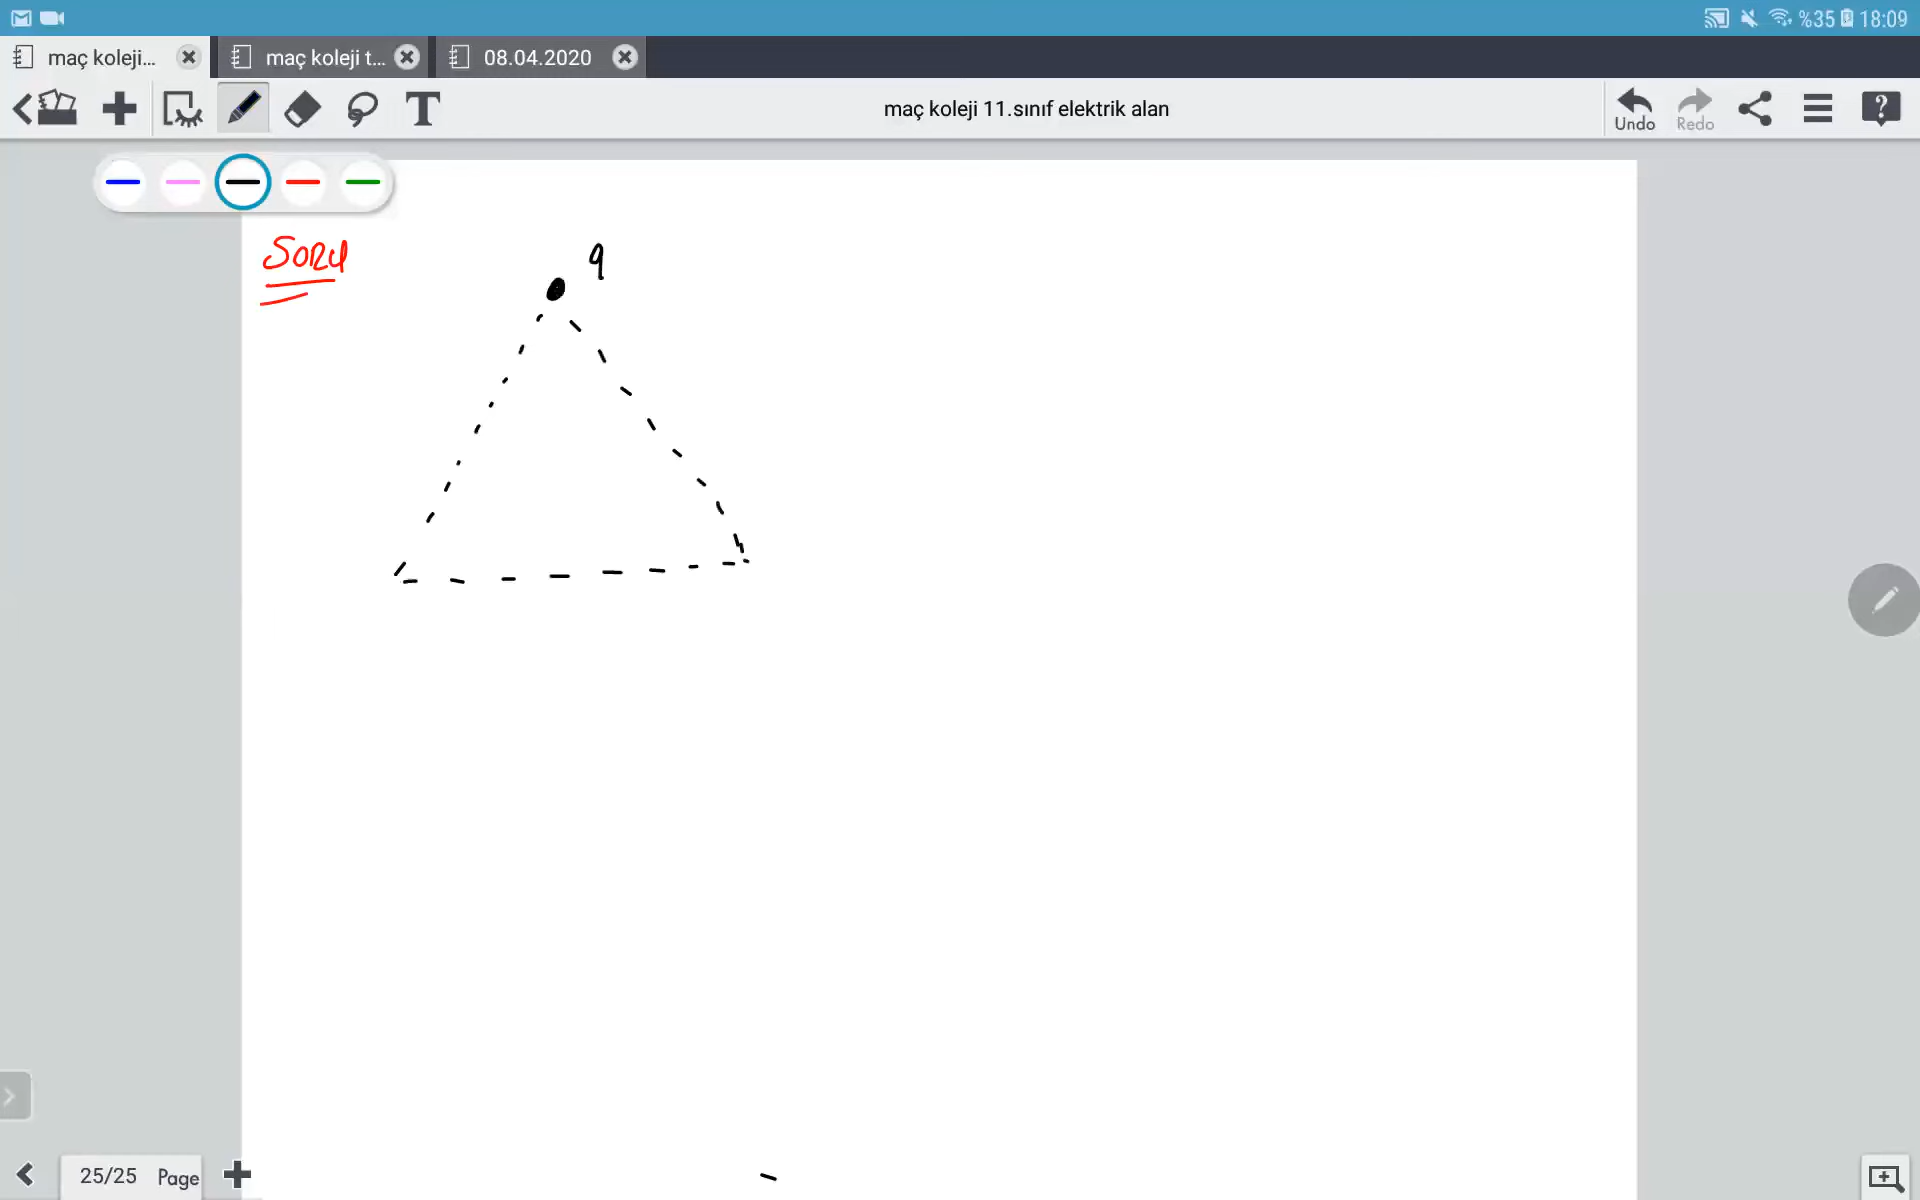 %35 18:09
maç koleji... maç koleji t... 08.04.2020
T maç koleji 11.sınıf elektrik alan Undo Redo ?
SORU
q
25/25 Page